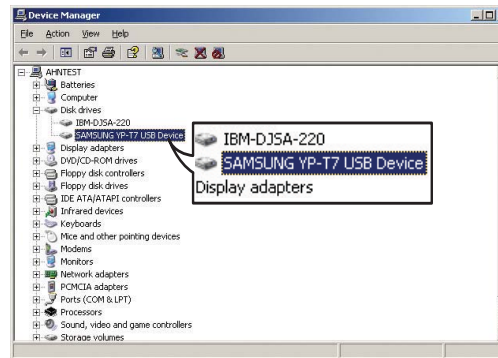 Device Manager
File Action View Help
AHNTEST
Batteries
Computer
Disk drives
IBM-DJSA-220
SAMSUNG YP-T7 USB Device
Display adapters
DVD/CD-ROM drives
Floppy disk controllers
Floppy disk drives
IDE ATA/ATAPI controllers
Infrared devices
Keyboards
Mice and other pointing devices
Modems
Monitors
Network adapters
PCMCIA adapters
Ports (COM & LPT)
Processors
Sound, video and game controllers
Storage volumes
IBM-DJSA-220
SAMSUNG YP-T7 USB Device
Display adapters